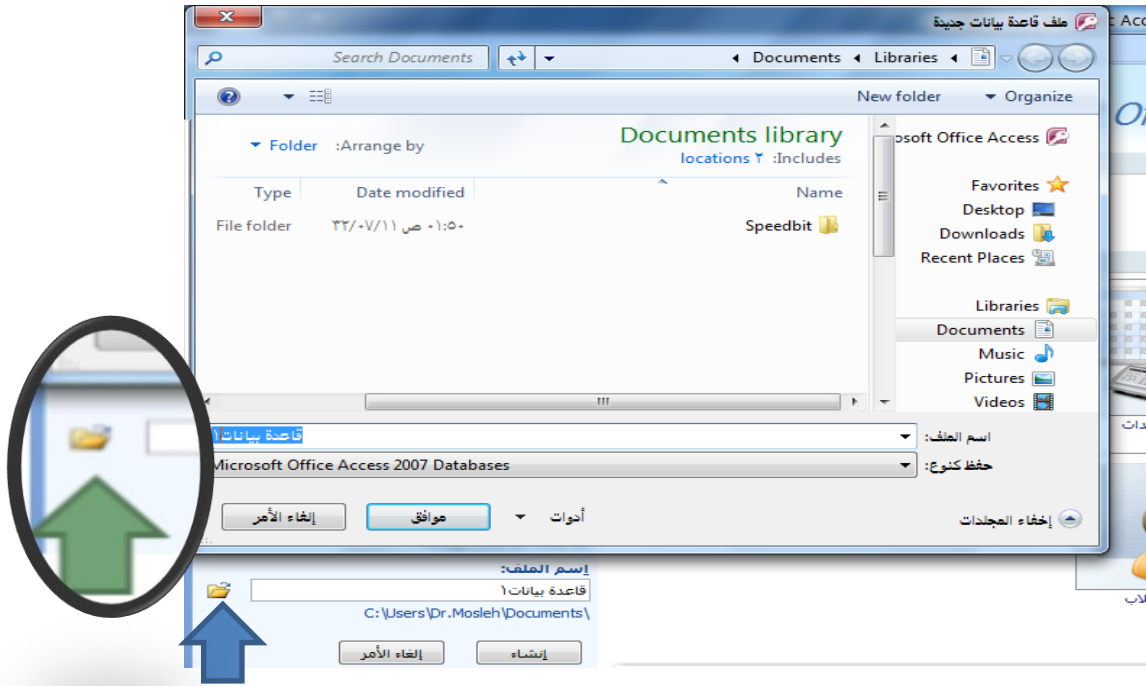 ملف قاعدة بيانات جديدة
Libraries Documents
Search Documents
Organize
New folder
Documents library
Includes: ٢ locations
Arrange by: Folder
Name
Date modified
Type
Speedbit
٣٢/٠٧/١١ ٠١:٥٠ ص
File folder
osoft Office Access
Favorites
Desktop
Downloads
Recent Places
Libraries
Documents
Music
Pictures
Videos
اسم الملف:
قاعدة بيانات١
حفظ كنوع:
Microsoft Office Access 2007 Databases
إخفاء المجلدات
أدوات
موافق
إلغاء الأمر
إسم الملف:
قاعدة بيانات١
C:\Users\Dr.Mosleh\Documents\
إنشاء
إلغاء الأمر